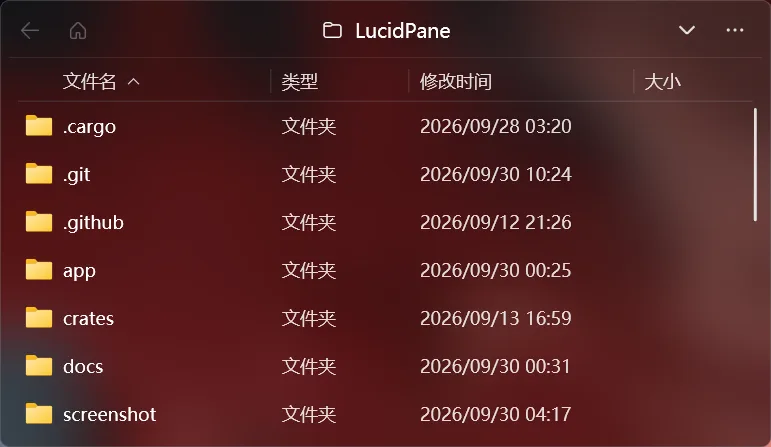 LucidPane
文件名 类型 修改时间 大小
.cargo 文件夹 2026/09/28 03:20
.git 文件夹 2026/09/30 10:24
.github 文件夹 2026/09/12 21:26
app 文件夹 2026/09/30 00:25
crates 文件夹 2026/09/13 16:59
docs 文件夹 2026/09/30 00:31
screenshot 文件夹 2026/09/30 04:17